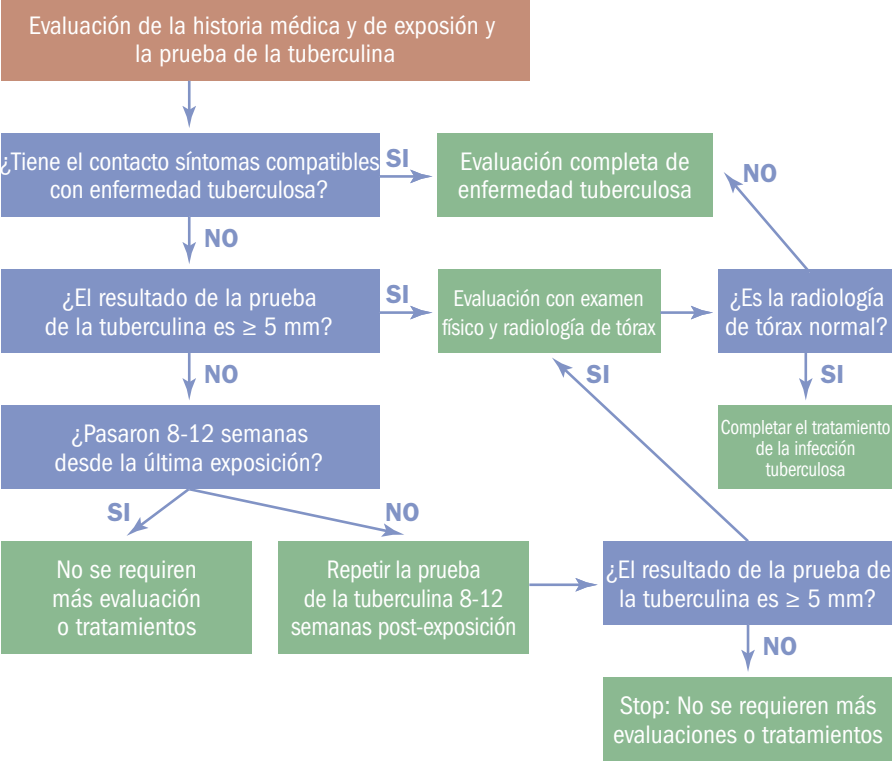 Evaluación de la historia médica y de exposión y
la prueba de la tuberculina
¿Tiene el contacto síntomas compatibles
con enfermedad tuberculosa?
SI
Evaluación completa de
enfermedad tuberculosa
NO
NO
¿El resultado de la prueba
de la tuberculina es ≥ 5 mm?
SI
Evaluación con examen
físico y radiología de tórax
¿Es la radiología
de tórax normal?
NO
SI
SI
¿Pasaron 8-12 semanas
desde la última exposición?
Completar el tratamiento
de la infección
tuberculosa
SI
NO
No se requiren
más evaluación
o tratamientos
Repetir la prueba
de la tuberculina 8-12
semanas post-exposición
¿El resultado de la prueba de
la tuberculina es ≥ 5 mm?
NO
Stop: No se requieren más
evaluaciones o tratamientos